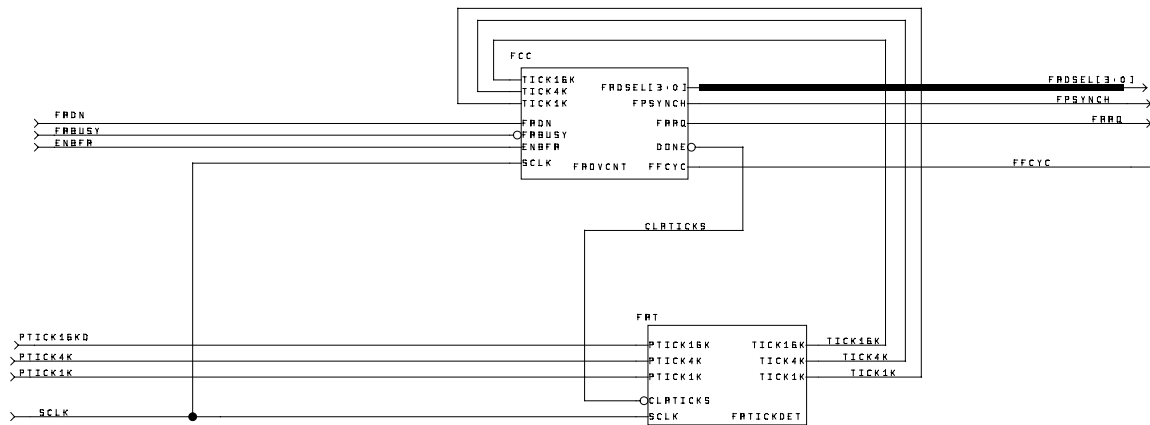 FCC
TICK16K
TICK4K
TICK1K
FRDSEL[3:0]
FRDSEL[3:0]
FPSYNCH
FPSYNCH
FRDN
FRDN
FRRQ
FRRQ
FRBUSY
FRBUSY
ENBFR
ENBFR
DONE
SCLK
FRDVCNT
FFCYC
FFCYC
CLRTICKS
FRT
PTICK16KQ
PTICK16K
TICK16K
TICK16K
PTICK4K
PTICK4K
TICK4K
TICK4K
PTICK1K
PTICK1K
TICK1K
TICK1K
CLRTICKS
SCLK
SCLK
FRTICKDET